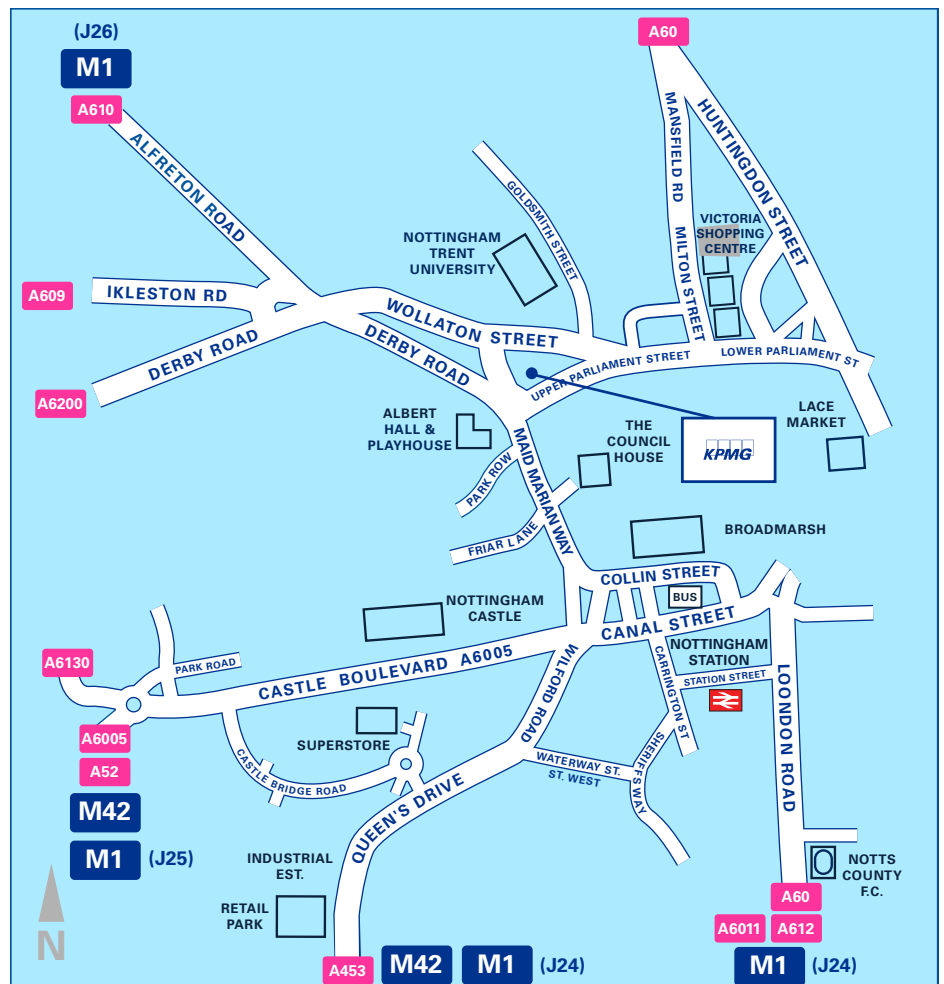 (J26)
M1
A610
A60
ALFRETON ROAD
MANSFIELD RD
HUNTINGDON STREET
GOLDSMITH STREET
NOTTINGHAM
TRENT
UNIVERSITY
VICTORIA
SHOPPING
CENTRE
MILTON STREET
A609
IKLESTON RD
WOLLATON STREET
DERBY ROAD
DERBY ROAD
UPPER PARLIAMENT STREET
LOWER PARLIAMENT ST
A6200
ALBERT
HALL &
PLAYHOUSE
MAID MARIAN WAY
THE
COUNCIL
HOUSE
KPMG
LACE
MARKET
PARK ROW
FRIAR LANE
BROADMARSH
COLLIN STREET
BUS
NOTTINGHAM
CASTLE
CANAL STREET
NOTTINGHAM
STATION
A6130
PARK ROAD
CASTLE BOULEVARD A6005
WILFORD ROAD
CARRINGTON ST
STATION STREET
LOONDON ROAD
A6005
A52
SUPERSTORE
CASTLE BRIDGE ROAD
WATERWAY ST.
ST. WEST
SHERIFFS WAY
M42
M1 (J25)
QUEEN'S DRIVE
INDUSTRIAL
EST.
RETAIL
PARK
NOTTS
COUNTY
F.C.
A60
A6011
A612
N
A453
M42
M1
(J24)
M1
(J24)